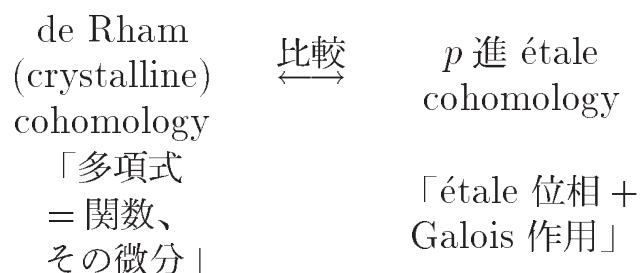 de Rham
(crystalline)
cohomology
「多項式
= 関数、
その微分」
比較
p 進 étale
cohomology
「étale 位相 +
Galois 作用」